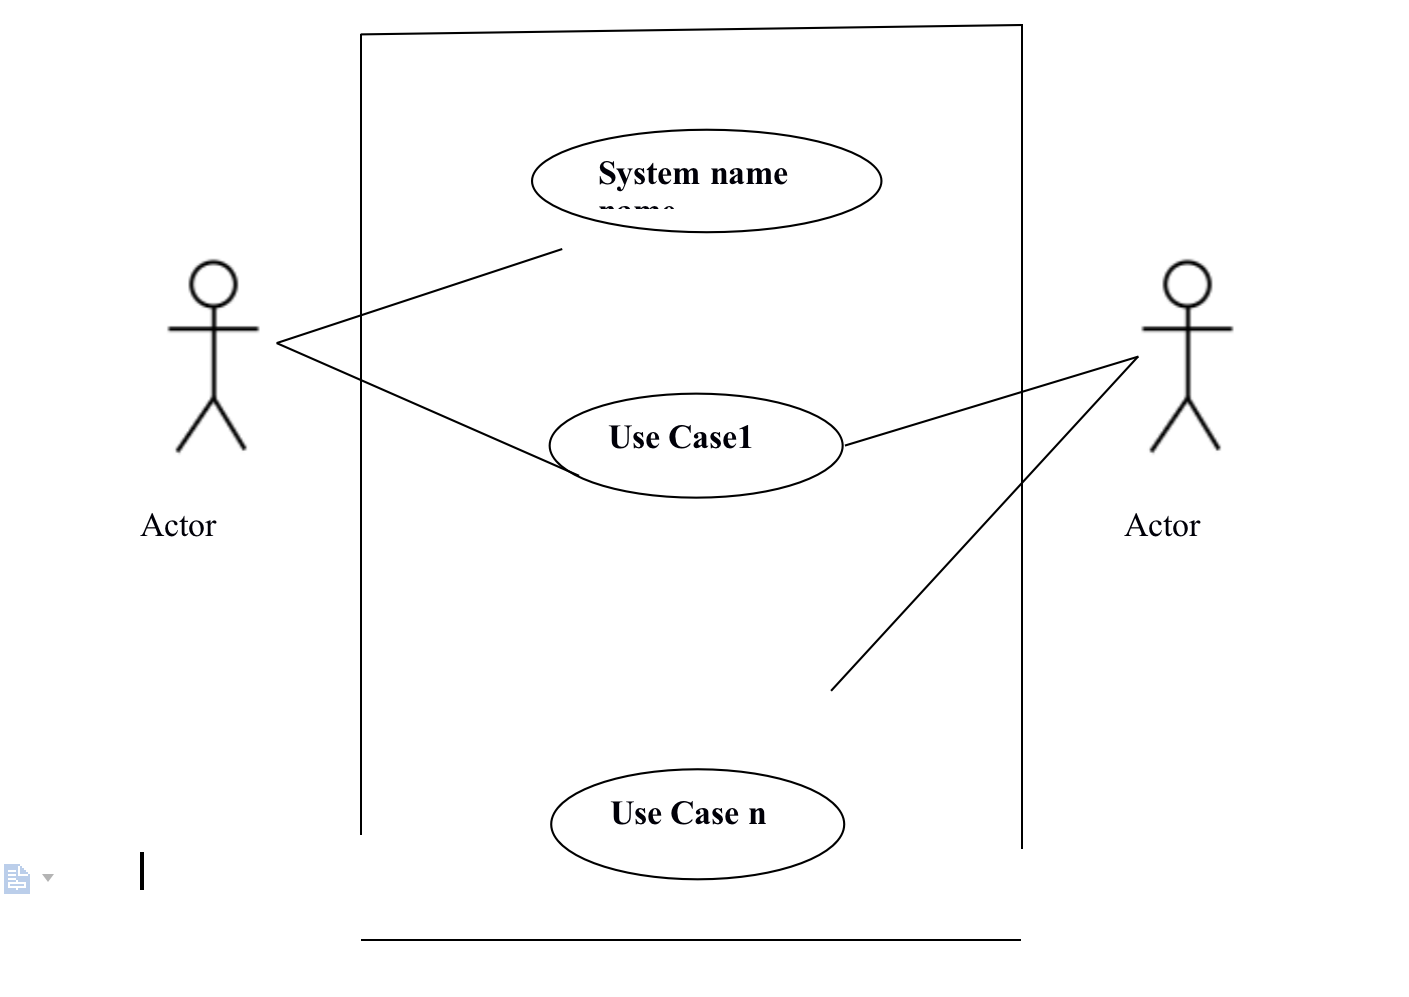 System name
Use Case1
Actor
Actor
Use Case n